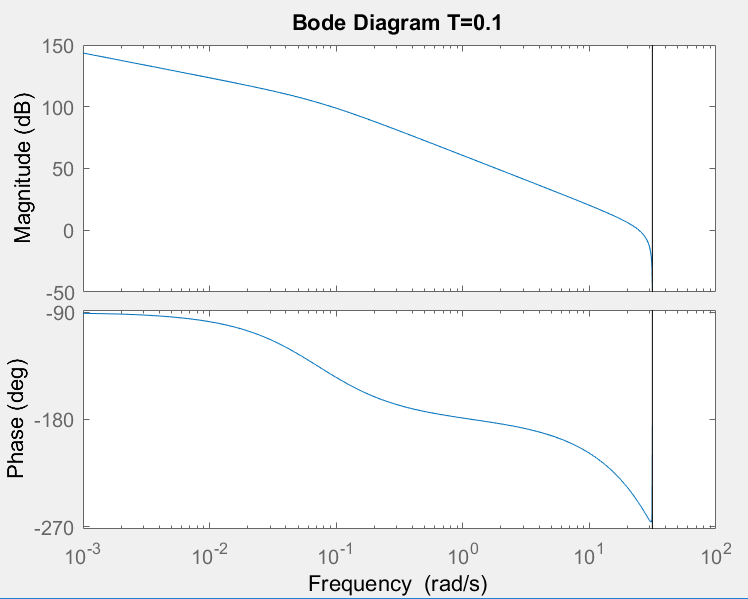 Bode Diagram T=0.1
Magnitude (dB)
150
100
50
0
-50
Phase (deg)
-90
-180
-270
10^-3 10^-2 10^-1 10^0 10^1 10^2
Frequency (rad/s)